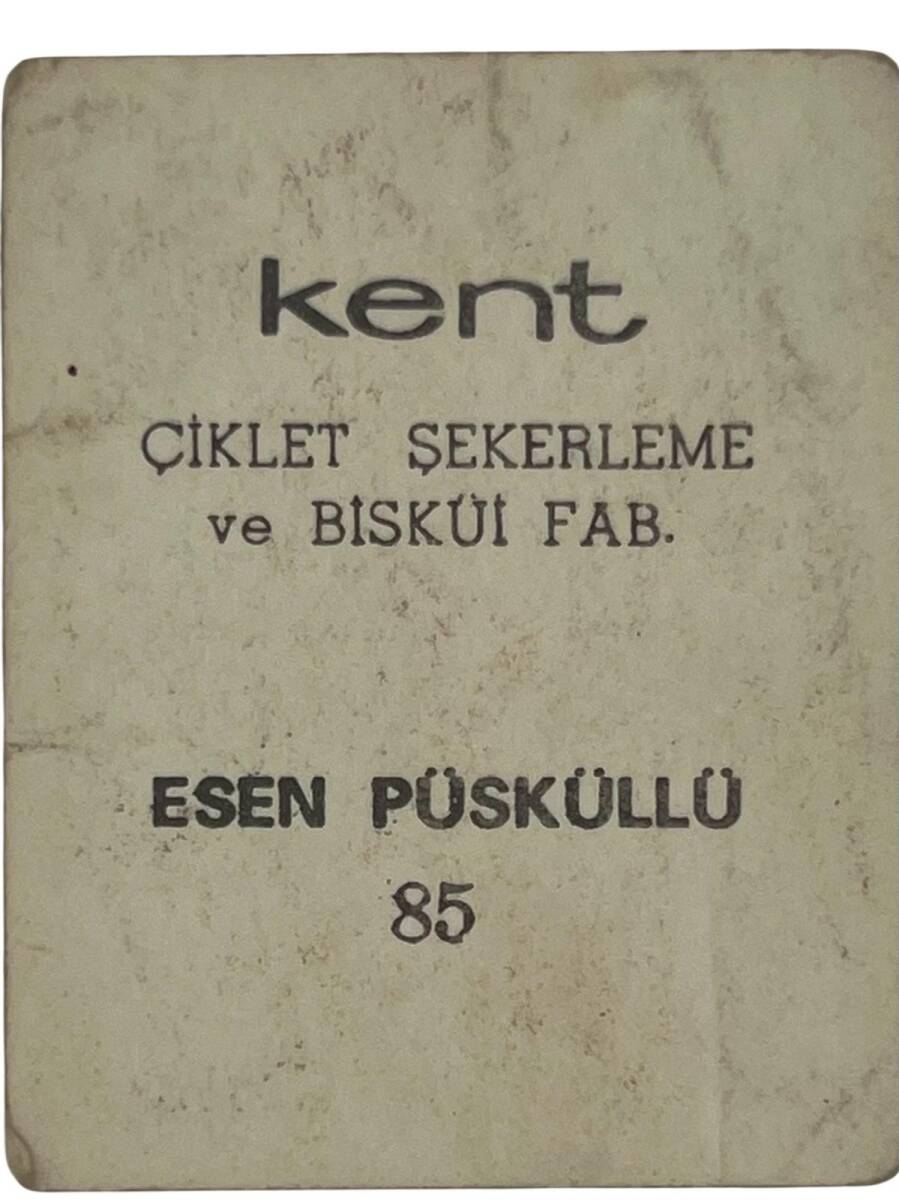 kent
ÇİKLET ŞEKERLEME
ve BİSKÜİ FAB.
ESEN PÜSKÜLLÜ
85